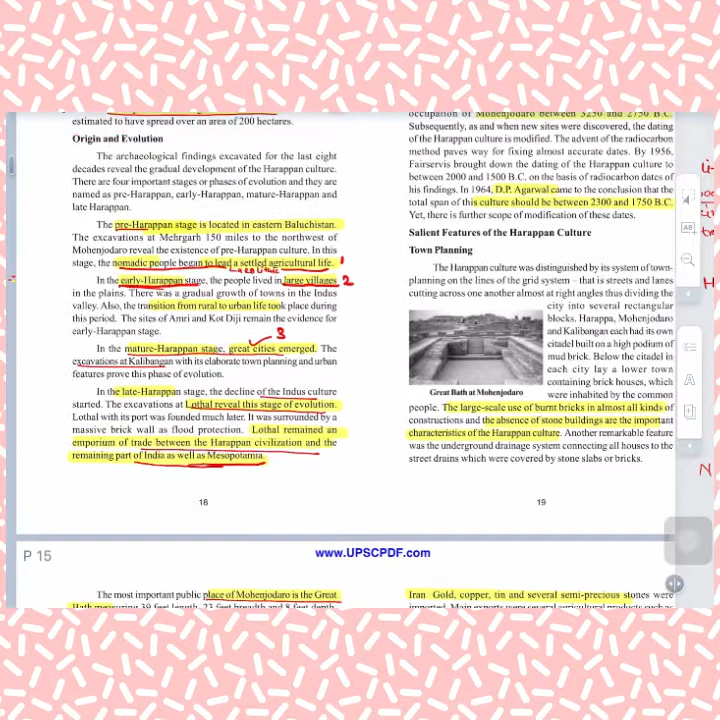 estimated to have spread over an area of 200 hectares.
Origin and Evolution
The archaeological findings excavated for the last eight
decades reveal the gradual development of the Harappan culture.
There are four important stages or phases of evolution and they are
named as pre-Harappan, early-Harappan, mature-Harappan and
late Harappan.
The pre-Harappan stage is located in eastern Baluchistan.
The excavations at Mehrgarh 150 miles to the northwest of
Mohenjodaro reveal the existence of pre-Harappan culture. In this
stage, the nomadic people began to lead a settled agricultural life. 1
In the early-Harappan stage, the people lived in large villages 2
in the plains. There was a gradual growth of towns in the Indus
valley. Also, the transition from rural to urban life took place during
this period. The sites of Amri and Kot Diji remain the evidence for
early-Harappan stage.
3
In the mature-Harappan stage, great cities emerged. The
excavations at Kalibangan with its elaborate town planning and urban
features prove this phase of evolution.
In the late-Harappan stage, the decline of the Indus culture
started. The excavations at Lothal reveal this stage of evolution.
Lothal with its port was founded much later. It was surrounded by a
massive brick wall as flood protection. Lothal remained an
emporium of trade between the Harappan civilization and the
remaining part of India as well as Mesopotamia.
18
occupation of Mohenjodaro between 3250 and 2750 B.C.
Subsequently, as and when new sites were discovered, the dating
of the Harappan culture is modified. The advent of the radiocarbon
method paves way for fixing almost accurate dates. By 1956,
Fairservis brought down the dating of the Harappan culture to
between 2000 and 1500 B.C. on the basis of radiocarbon dates of
his findings. In 1964, D.P. Agarwal came to the conclusion that the
total span of this culture should be between 2300 and 1750 B.C.
Yet, there is further scope of modification of these dates.
Salient Features of the Harappan Culture
Town Planning
The Harappan culture was distinguished by its system of town-
planning on the lines of the grid system – that is streets and lanes
cutting across one another almost at right angles thus dividing the
city into several rectangular
blocks. Harappa, Mohenjodaro
and Kalibangan each had its own
citadel built on a high podium of
mud brick. Below the citadel in
each city lay a lower town
containing brick houses, which
were inhabited by the common
Great Bath at Mohenjodaro
people. The large-scale use of burnt bricks in almost all kinds of
constructions and the absence of stone buildings are the important
characteristics of the Harappan culture. Another remarkable feature
was the underground drainage system connecting all houses to the
street drains which were covered by stone slabs or bricks.
19
P 15
www.UPSCPDF.com
The most important public place of Mohenjodaro is the Great
Bath measuring 39 feet length, 23 feet breadth and 8 feet depth.
Iran Gold, copper, tin and several semi-precious stones were
imported. Main exports were several agricultural products such as
H
N